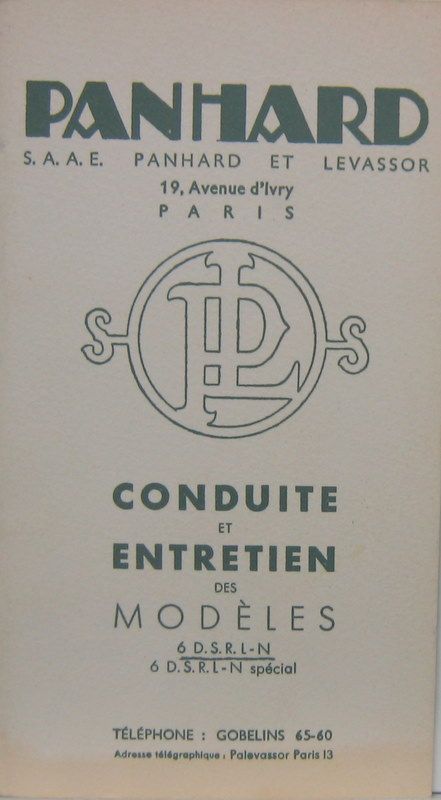 PANHARD
S. A. A. E. PANHARD ET LEVASSOR
19, Avenue d'Ivry
PARIS
S PL S
CONDUITE
ET
ENTRETIEN
DES
MODÈLES
6 D.S.R.L-N
6 D.S.R.L-N spécial
TÉLÉPHONE : GOBELINS 65-60
Adresse télégraphique : Palevassor Paris 13